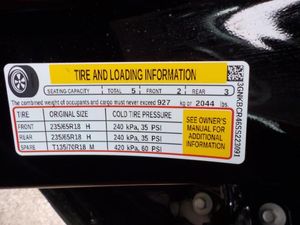 TIRE AND LOADING INFORMATION
SEATING CAPACITY TOTAL 5 FRONT 2 REAR 3
The combined weight of occupants and cargo must never exceed 927 kg or 2044 lbs.
TIRE ORIGINAL SIZE COLD TIRE PRESSURE
FRONT 235/65R18 H 240 kPa, 35 PSI
REAR 235/65R18 H 240 kPa, 35 PSI
SPARE T135/70R18 M 420 kPa, 60 PSI
SEE OWNER'S
MANUAL FOR
ADDITIONAL
INFORMATION